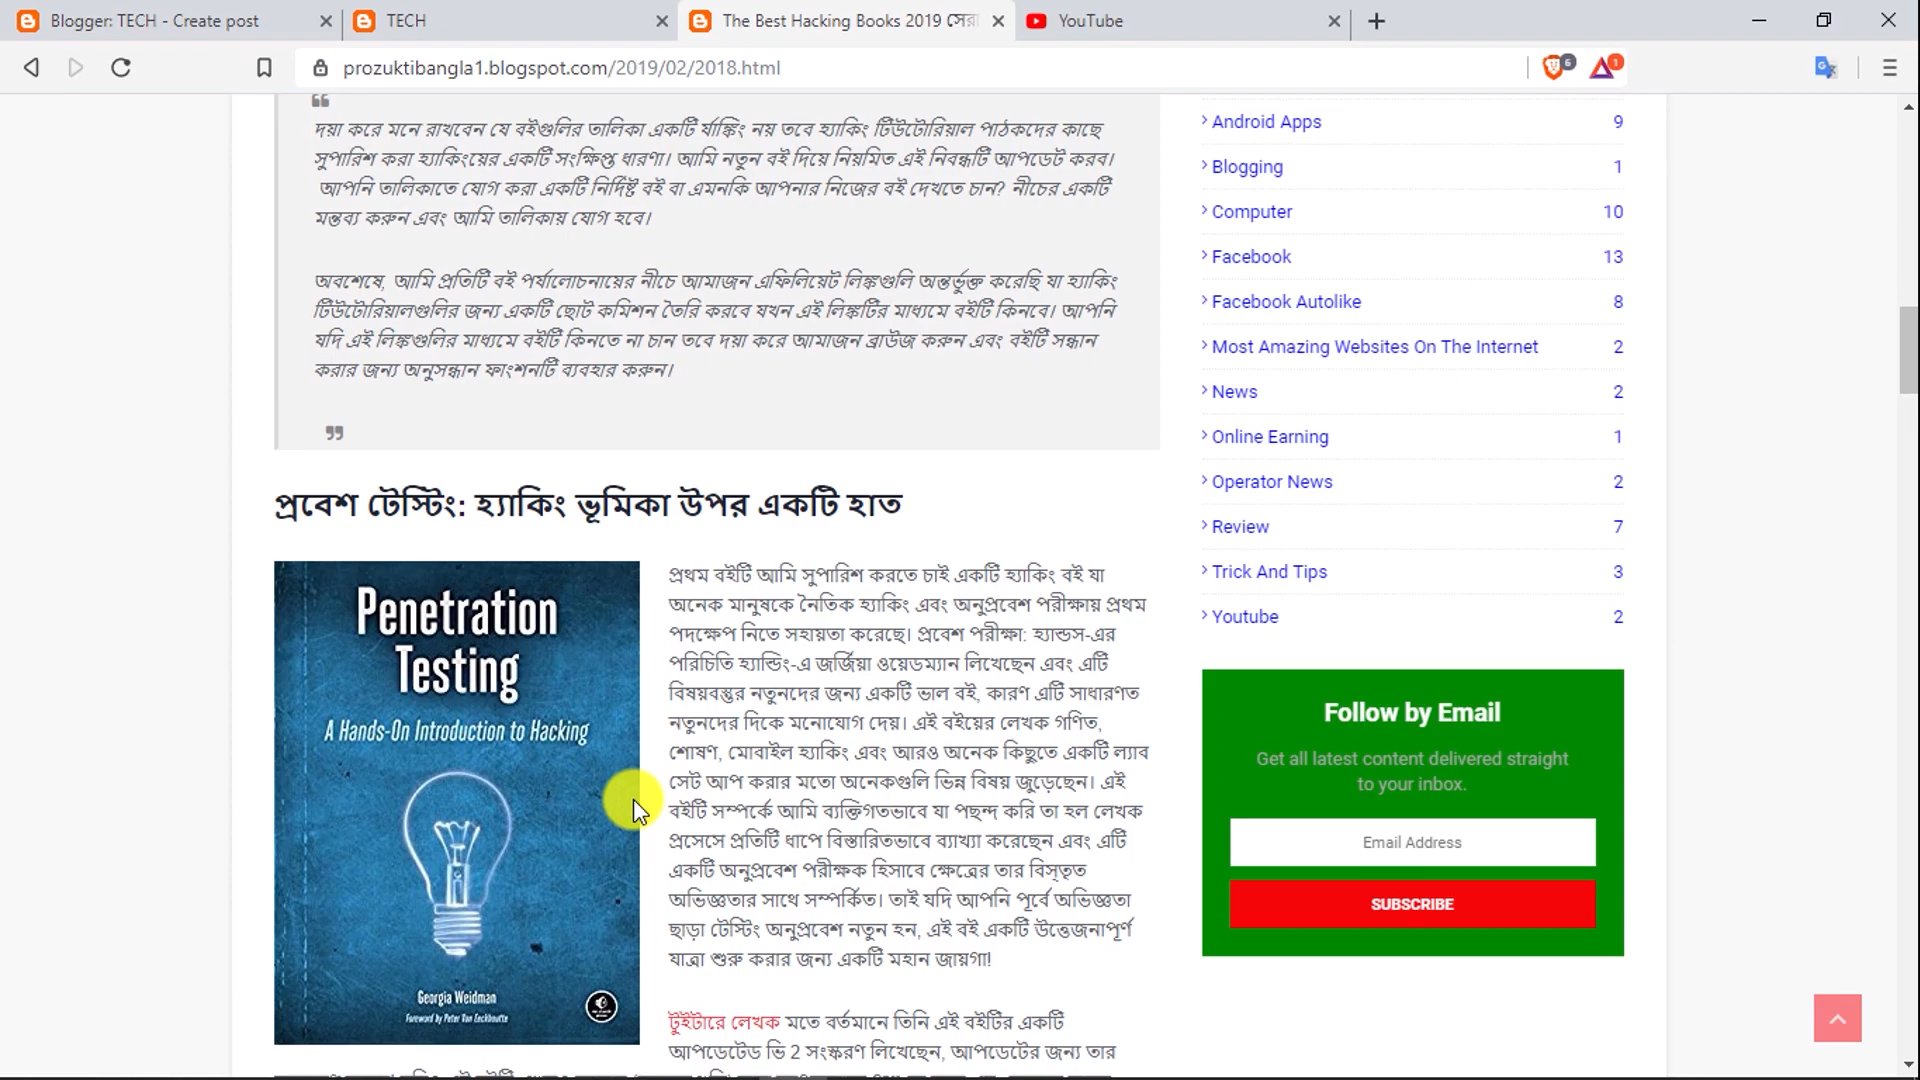 Blogger: TECH - Create post
TECH
The Best Hacking Books 2019 সেরা
YouTube
prozuktibangla1.blogspot.com/2019/02/2018.html
6
1
দয়া করে মনে রাখবেন যে বইগুলির তালিকা একটি র্যাঙ্কিং নয় তবে হ্যাকিং টিউটোরিয়াল পাঠকদের কাছে
সুপারিশ করা হ্যাকিংয়ের একটি সংক্ষিপ্ত ধারণা। আমি নতুন বই দিয়ে নিয়মিত এই নিবন্ধটি আপডেট করব।
আপনি তালিকাতে যোগ করা একটি নির্দিষ্ট বই বা এমনকি আপনার নিজের বই দেখতে চান? নীচের একটি
মন্তব্য করুন এবং আমি তালিকায় যোগ হবে।
অবশেষে, আমি প্রতিটি বই পর্যালোচনায়ের নীচে আমাজন এফিলিয়েট লিঙ্কগুলি অন্তর্ভুক্ত করেছি যা হ্যাকিং
টিউটোরিয়ালগুলির জন্য একটি ছোট কমিশন তৈরি করবে যখন এই লিঙ্কটির মাধ্যমে বইটি কিনবে। আপনি
যদি এই লিঙ্কগুলির মাধ্যমে বইটি কিনতে না চান তবে দয়া করে আমাজন ব্রাউজ করুন এবং বইটি সন্ধান
করার জন্য অনুসন্ধান ফাংশনটি ব্যবহার করুন।
প্রবেশ টেস্টিং: হ্যাকিং ভূমিকা উপর একটি হাত
Penetration
Testing
A Hands-On Introduction to Hacking
Georgia Weidman
Foreword by Peter Van Eeckhoutte
প্রথম বইটি আমি সুপারিশ করতে চাই একটি হ্যাকিং বই যা
অনেক মানুষকে নৈতিক হ্যাকিং এবং অনুপ্রবেশ পরীক্ষায় প্রথম
পদক্ষেপ নিতে সহায়তা করেছে। প্রবেশ পরীক্ষা: হ্যান্ডস-এর
পরিচিতি হ্যান্ডিং-এ জর্জিয়া ওয়েডম্যান লিখেছেন এবং এটি
বিষয়বস্তুর নতুনদের জন্য একটি ভাল বই, কারণ এটি সাধারণত
নতুনদের দিকে মনোযোগ দেয়। এই বইয়ের লেখক গণিত,
শোষণ, মোবাইল হ্যাকিং এবং আরও অনেক কিছুতে একটি ল্যাব
সেট আপ করার মতো অনেকগুলি ভিন্ন বিষয় জুড়েছেন। এই
বইটি সম্পর্কে আমি ব্যক্তিগতভাবে যা পছন্দ করি তা হল লেখক
প্রসেসে প্রতিটি ধাপে বিস্তারিতভাবে ব্যাখ্যা করেছেন এবং এটি
একটি অনুপ্রবেশ পরীক্ষক হিসাবে ক্ষেত্রের তার বিস্তৃত
অভিজ্ঞতার সাথে সম্পর্কিত। তাই যদি আপনি পূর্বে অভিজ্ঞতা
ছাড়া টেস্টিং অনুপ্রবেশ নতুন হন, এই বই একটি উত্তেজনাপূর্ণ
যাত্রা শুরু করার জন্য একটি মহান জায়গা!
টুইটারে লেখক মতে বর্তমানে তিনি এই বইটির একটি
আপডেটেড ভি 2 সংস্করণ লিখেছেন, আপডেটের জন্য তার
Android Apps 9
Blogging 1
Computer 10
Facebook 13
Facebook Autolike 8
Most Amazing Websites On The Internet 2
News 2
Online Earning 1
Operator News 2
Review 7
Trick And Tips 3
Youtube 2
Follow by Email
Get all latest content delivered straight
to your inbox.
Email Address
SUBSCRIBE